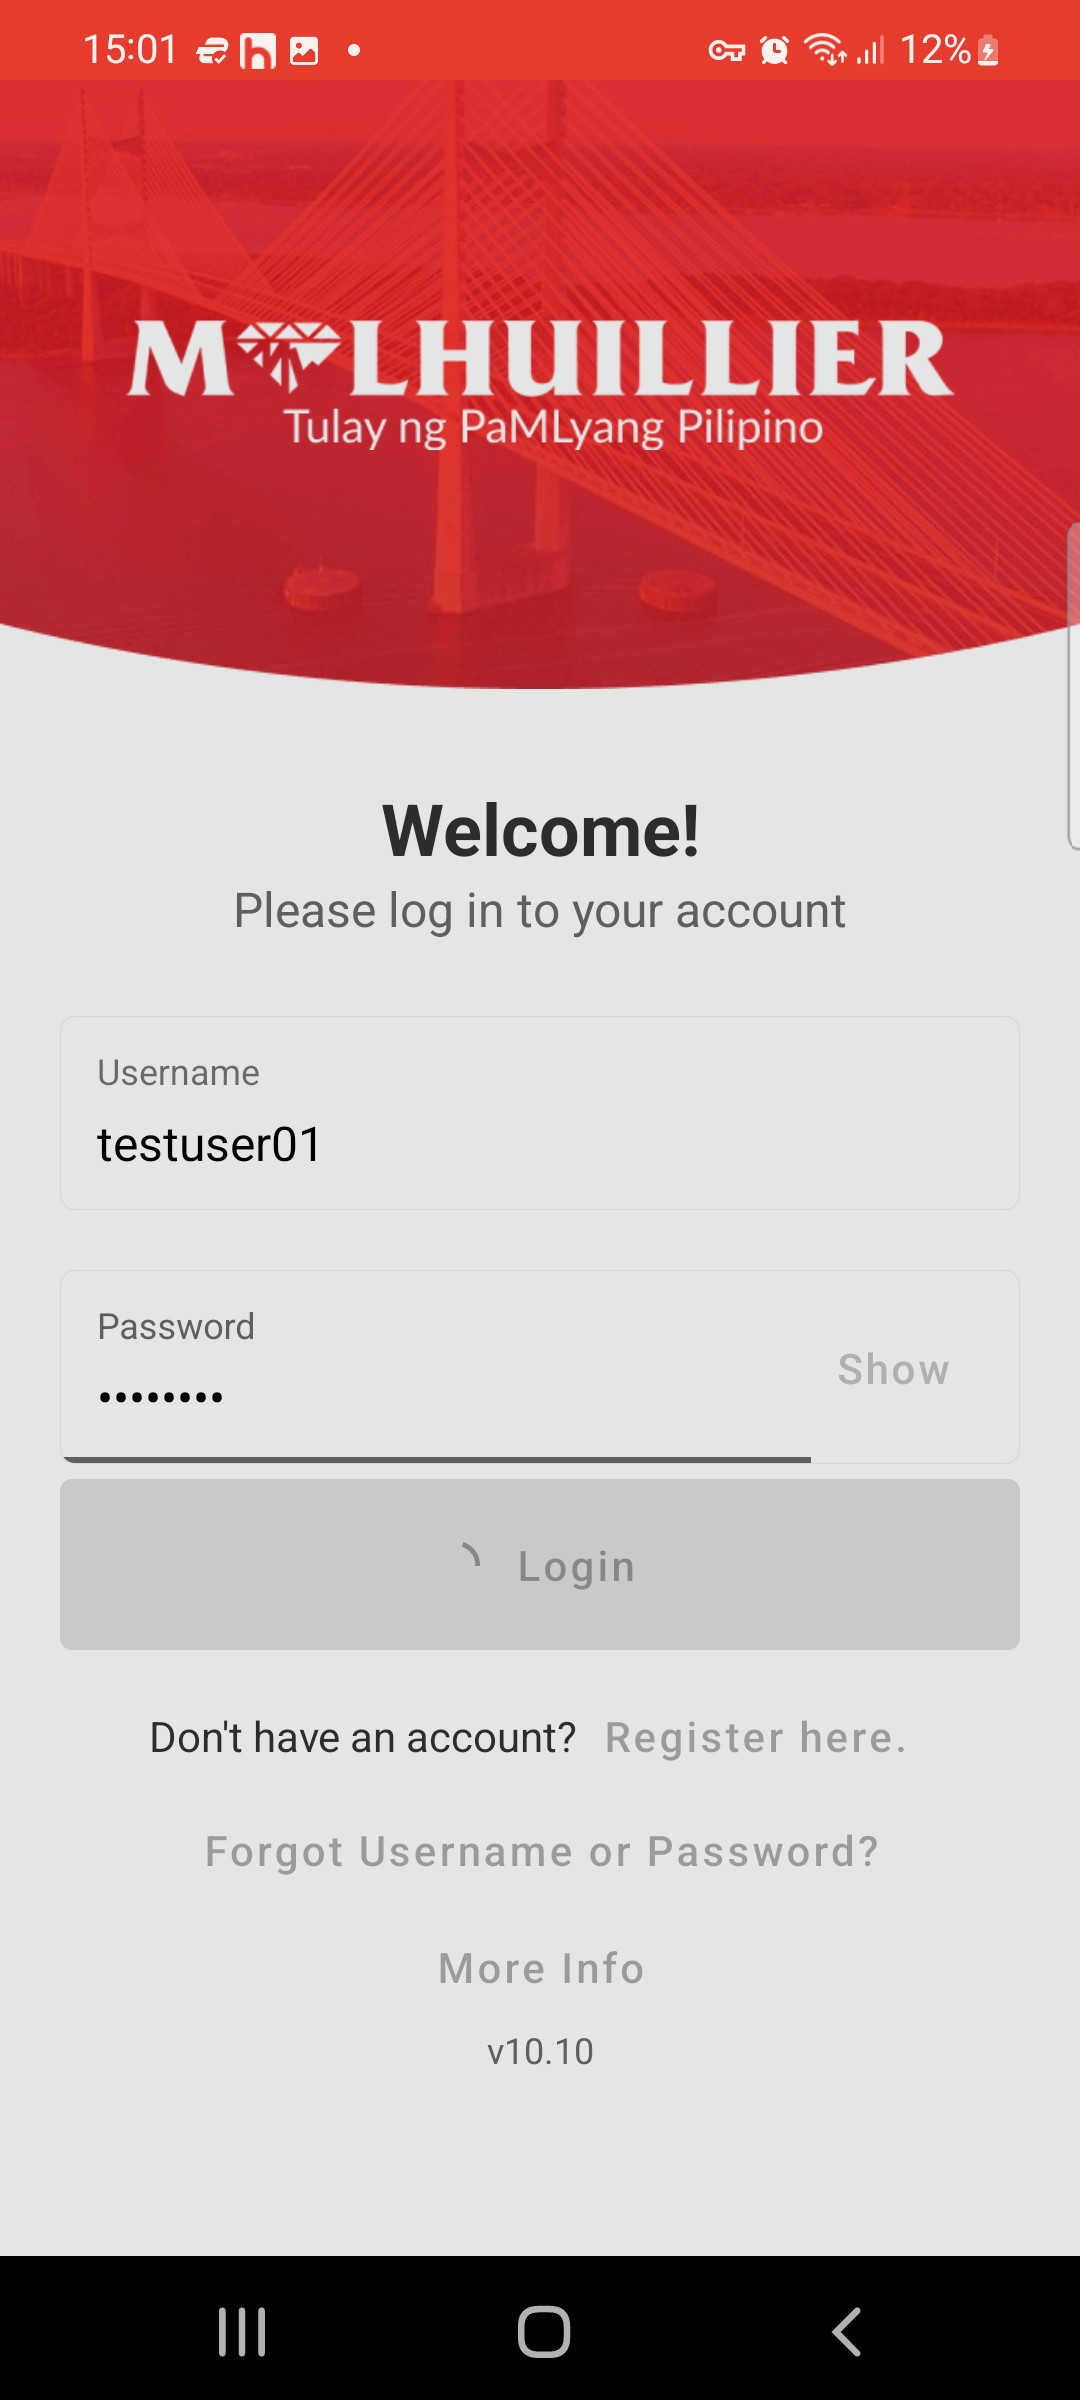 15:01
12%
M LHUILLIER
Tulay ng PaMLyang Pilipino
Welcome!
Please log in to your account
Username
testuser01
Password
••••••••
Show
Login
Don't have an account? Register here.
Forgot Username or Password?
More Info
v10.10